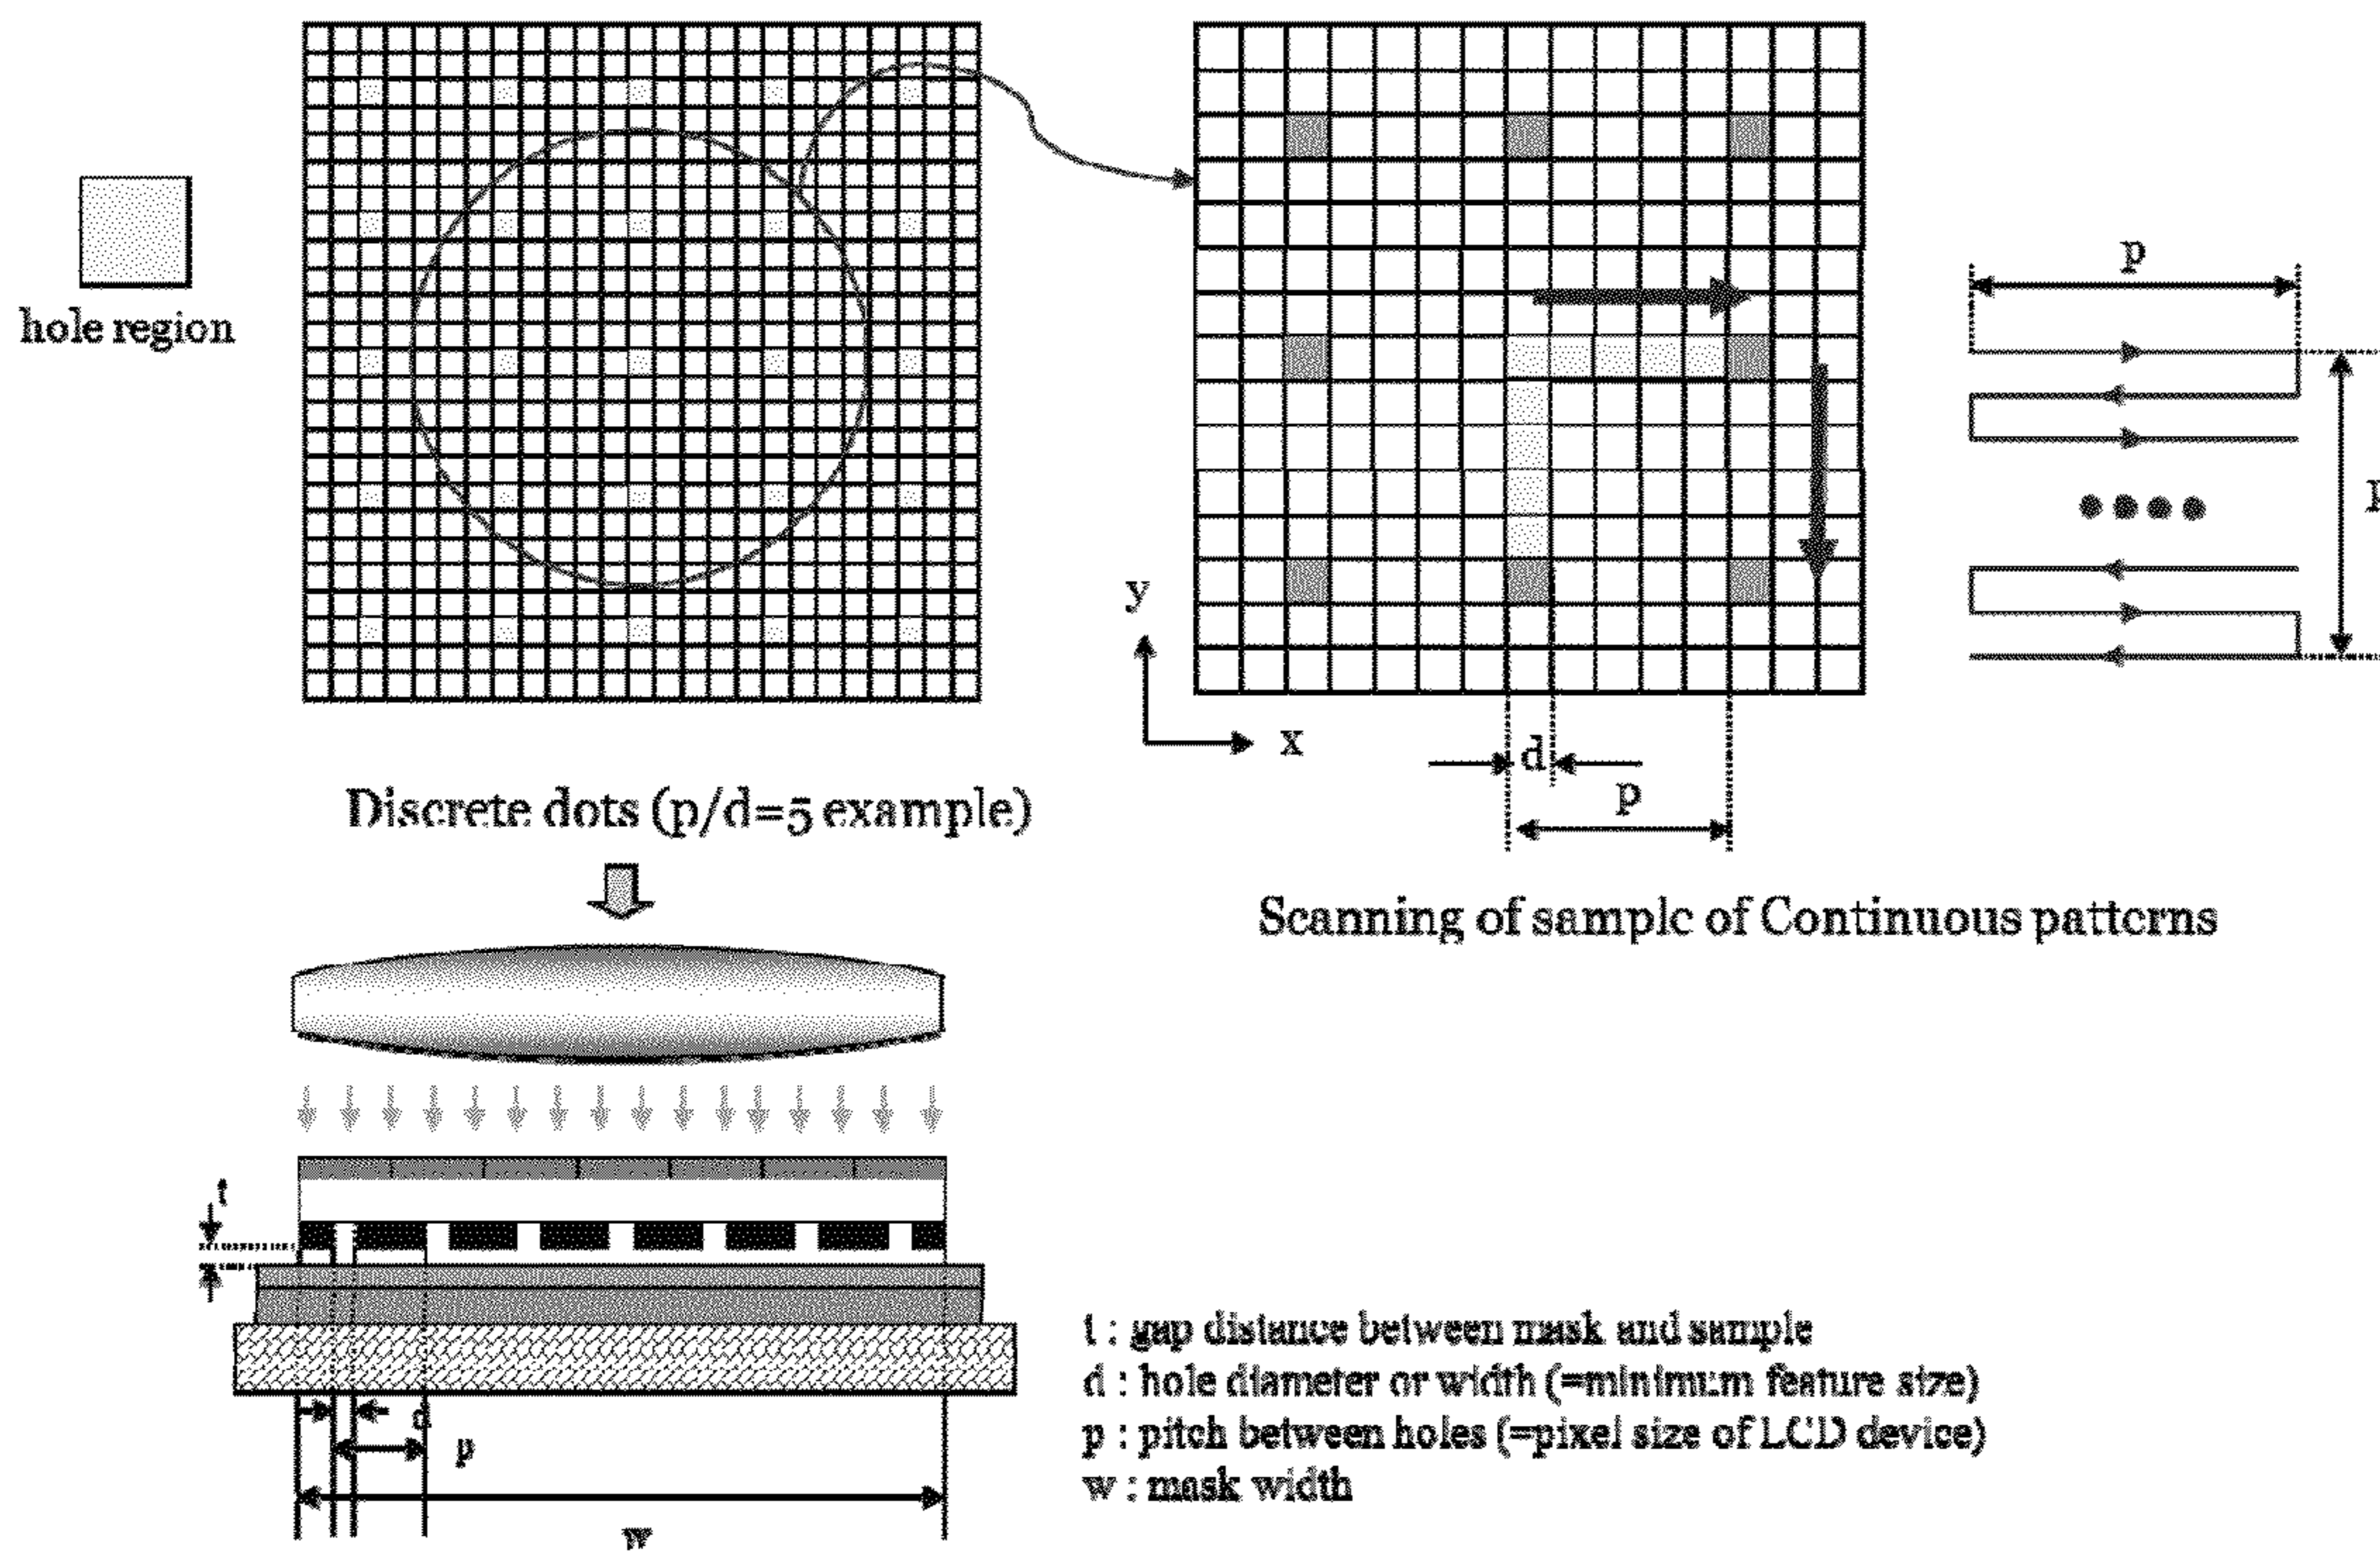 hole region
p
p
y
x
d
p
Discrete dots (p/d=5 example)
Scanning of sample of Continuous patterns
t
d
p
w
t : gap distance between mask and sample
d : hole diameter or width (=minimum feature size)
p : pitch between holes (=pixel size of LCD device)
w : mask width